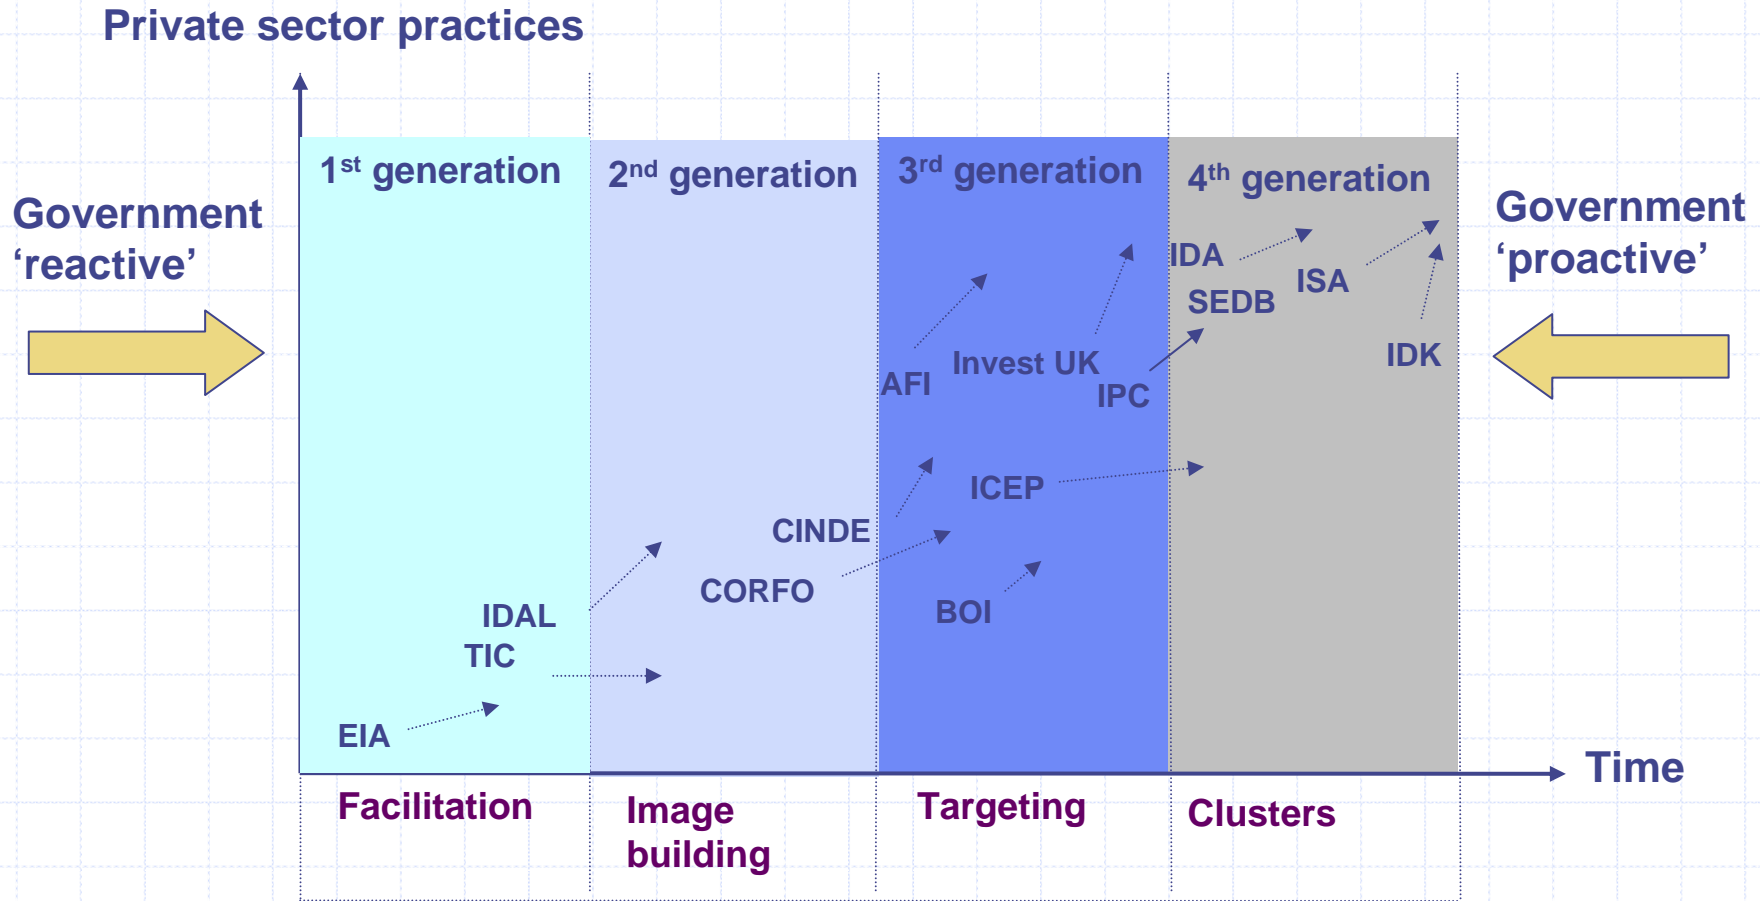 Private sector practices
1st generation
2nd generation
3rd generation
4th generation
Government
‘reactive’
Government
‘proactive’
IDA
ISA
SEDB
Invest UK
IDK
AFI
IPC
ICEP
CINDE
CORFO
BOI
IDAL
TIC
EIA
Time
Facilitation
Image
building
Targeting
Clusters